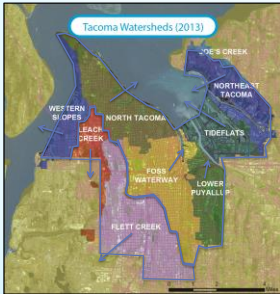 Tacoma Watersheds (2013)
JOE'S CREEK
NORTHEAST
TACOMA
WESTERN
SLOPES
NORTH TACOMA
TIDEFLATS
LEACH
CREEK
FOSS
WATERWAY
LOWER
PUYALLUP
FLETT CREEK